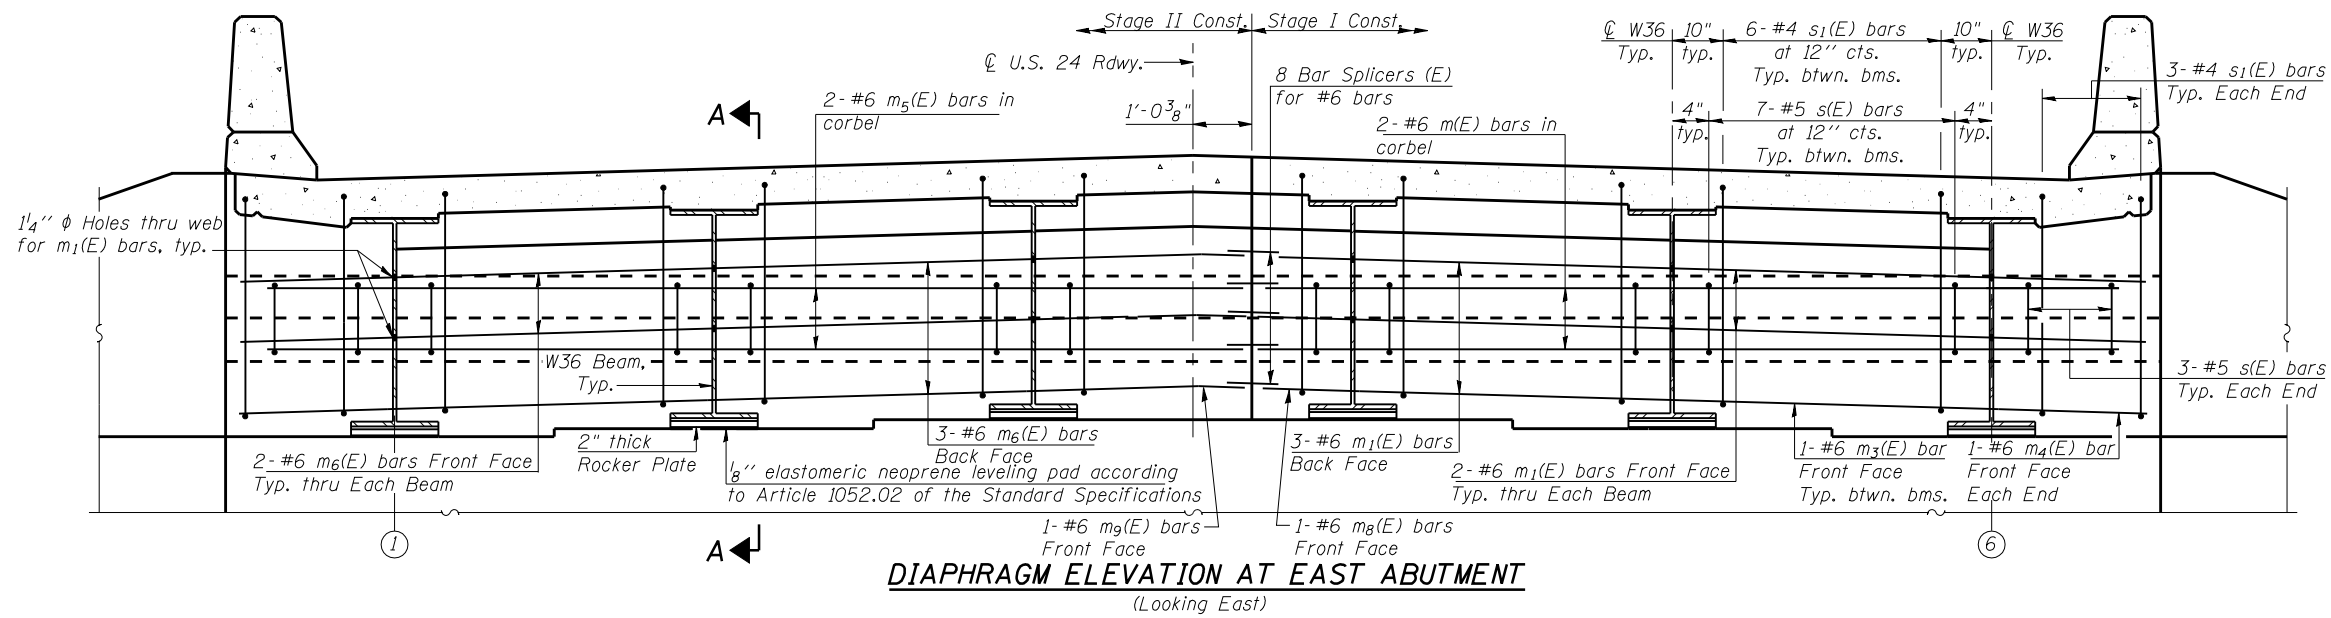 Stage II Const.
Stage I Const.
℄ U.S. 24 Rdwy.
8 Bar Splicers (E)
for #6 bars
℄ W36
Typ.
10"
typ.
6-#4 s1(E) bars
at 12" cts.
Typ. btwn. bms.
10"
typ.
℄ W36
Typ.
3-#4 s1(E) bars
Typ. Each End
A
2-#6 m5(E) bars in
corbel
1'-0 3/8"
2-#6 m(E) bars in
corbel
4"
typ.
7-#5 s(E) bars
at 12" cts.
Typ. btwn. bms.
4"
typ.
1 1/4" ϕ Holes thru web
for m1(E) bars, typ.
W36 Beam,
Typ.
3-#5 s(E) bars
Typ. Each End
2-#6 m6(E) bars Front Face
Typ. thru Each Beam
2" thick
Rocker Plate
1/8" elastomeric neoprene leveling pad according
to Article 1052.02 of the Standard Specifications
3-#6 m6(E) bars
Back Face
3-#6 m1(E) bars
Back Face
2-#6 m1(E) bars Front Face
Typ. thru Each Beam
1-#6 m3(E) bar
Front Face
Typ. btwn. bms.
1-#6 m4(E) bar
Front Face
Each End
1-#6 m9(E) bars
Front Face
1-#6 m8(E) bars
Front Face
1
A
6
DIAPHRAGM ELEVATION AT EAST ABUTMENT
(Looking East)